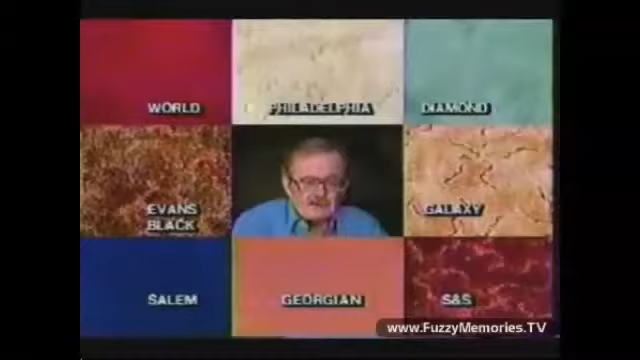 WORLD
PHILADELPHIA
DIAMOND
EVANS
BLACK
GALAXY
SALEM
GEORGIAN
S&S
www.FuzzyMemories.TV